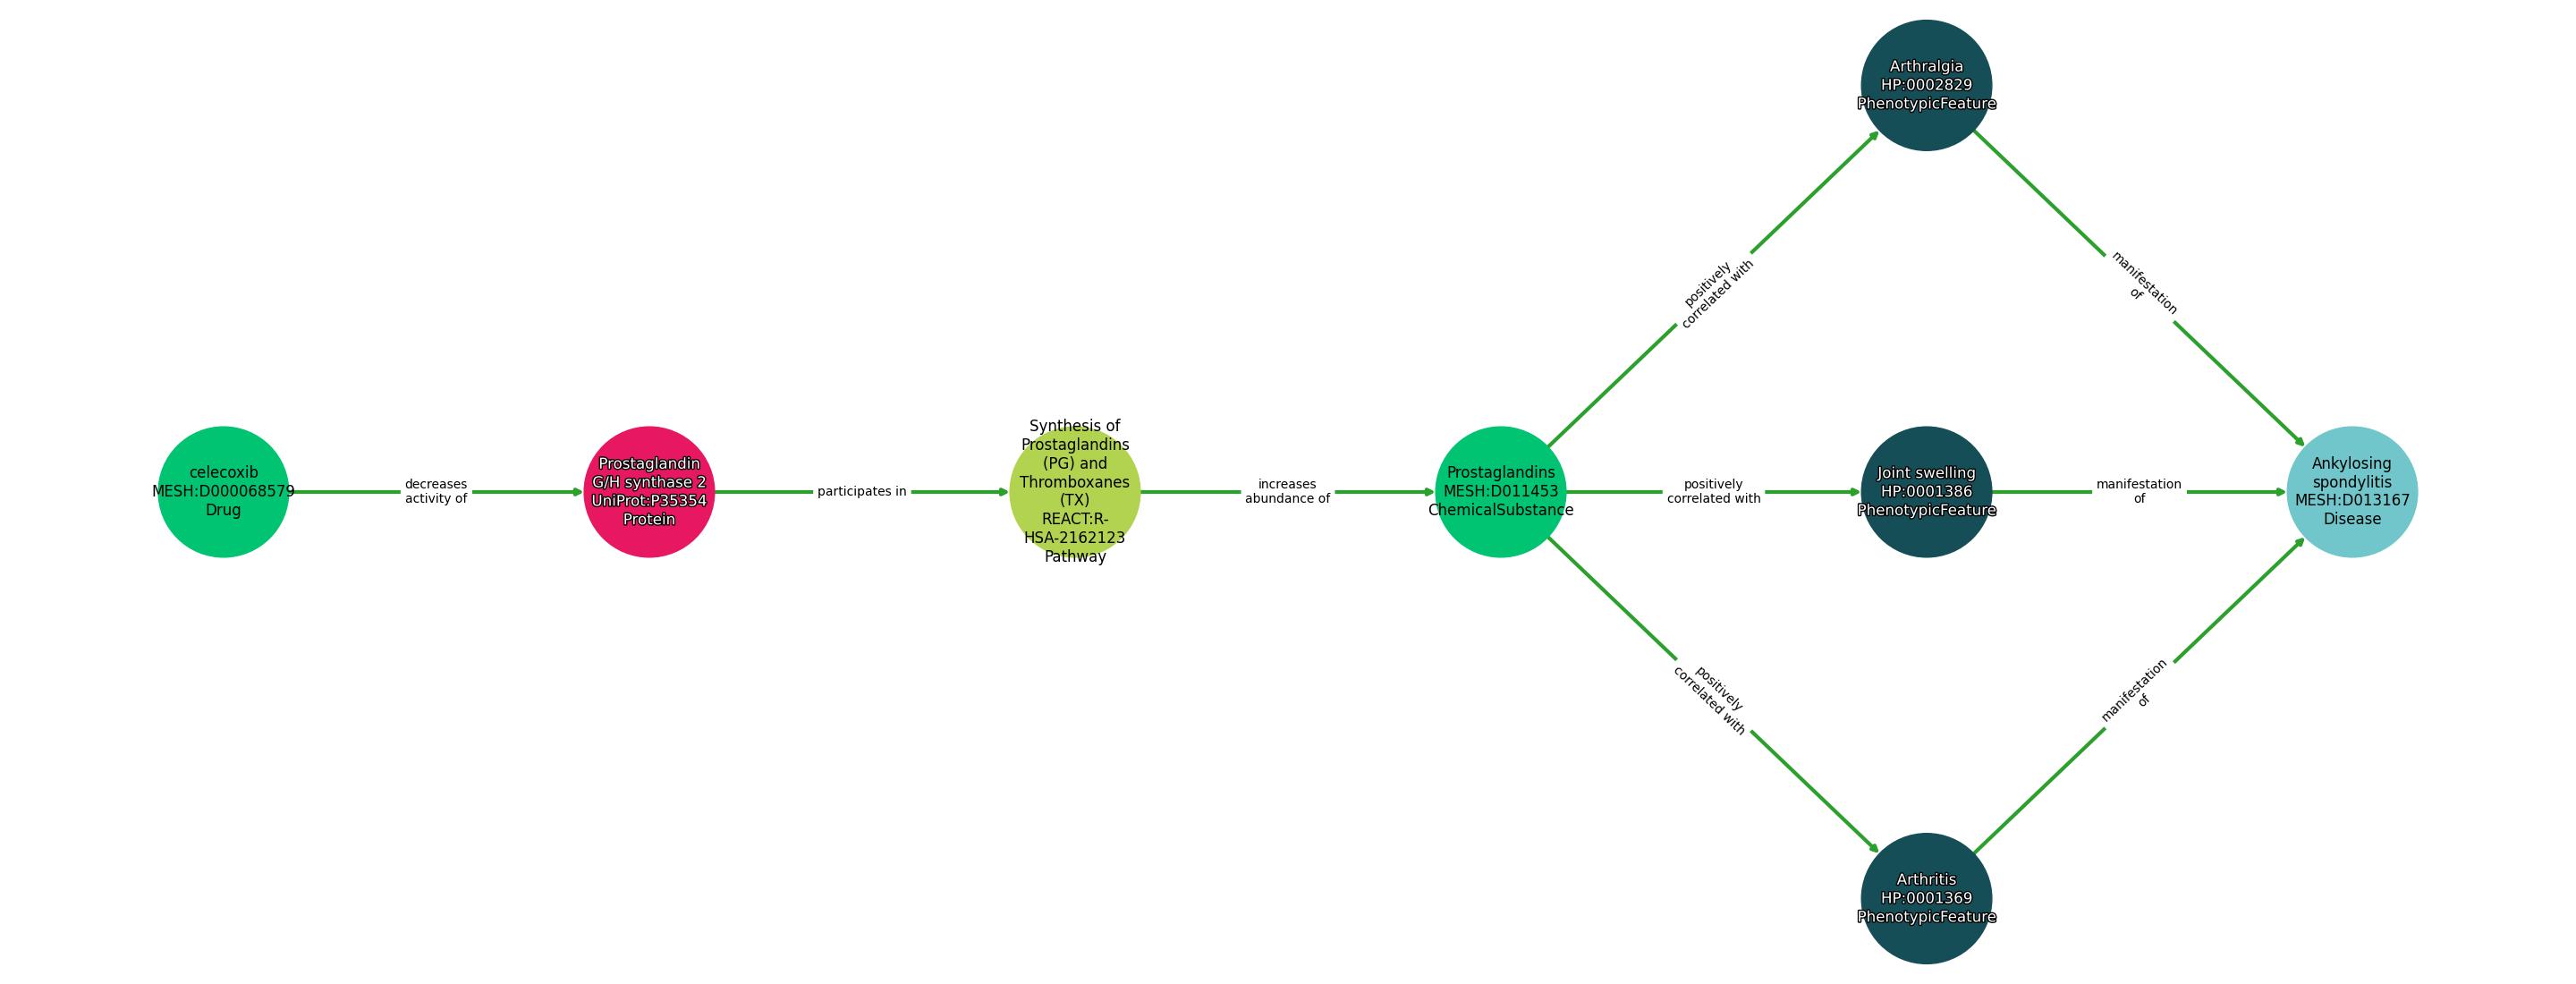 Arthralgia
HP:0002829
PhenotypicFeature
positively
correlated with
manifestation
of
celecoxib
MESH:D000068579
Drug
decreases
activity of
Prostaglandin
G/H synthase 2
UniProt:P35354
Protein
participates in
Synthesis of
Prostaglandins
(PG) and
Thromboxanes
(TX)
REACT:R-
HSA-2162123
Pathway
increases
abundance of
Prostaglandins
MESH:D011453
ChemicalSubstance
positively
correlated with
Joint swelling
HP:0001386
PhenotypicFeature
manifestation
of
Ankylosing
spondylitis
MESH:D013167
Disease
positively
correlated with
manifestation
of
Arthritis
HP:0001369
PhenotypicFeature